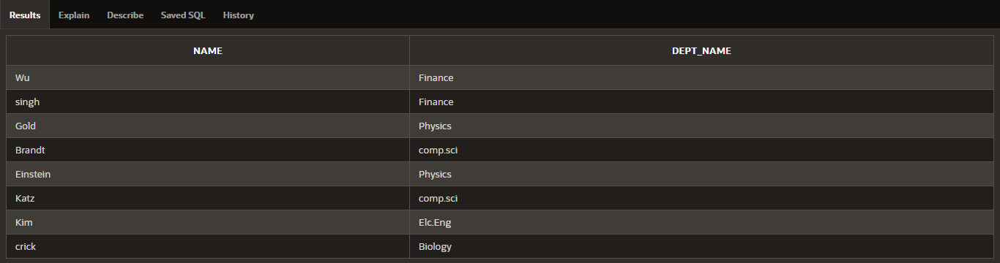 Results Explain Describe Saved SQL History
NAME DEPT_NAME
Wu Finance
singh Finance
Gold Physics
Brandt comp.sci
Einstein Physics
Katz comp.sci
Kim Elc.Eng
crick Biology